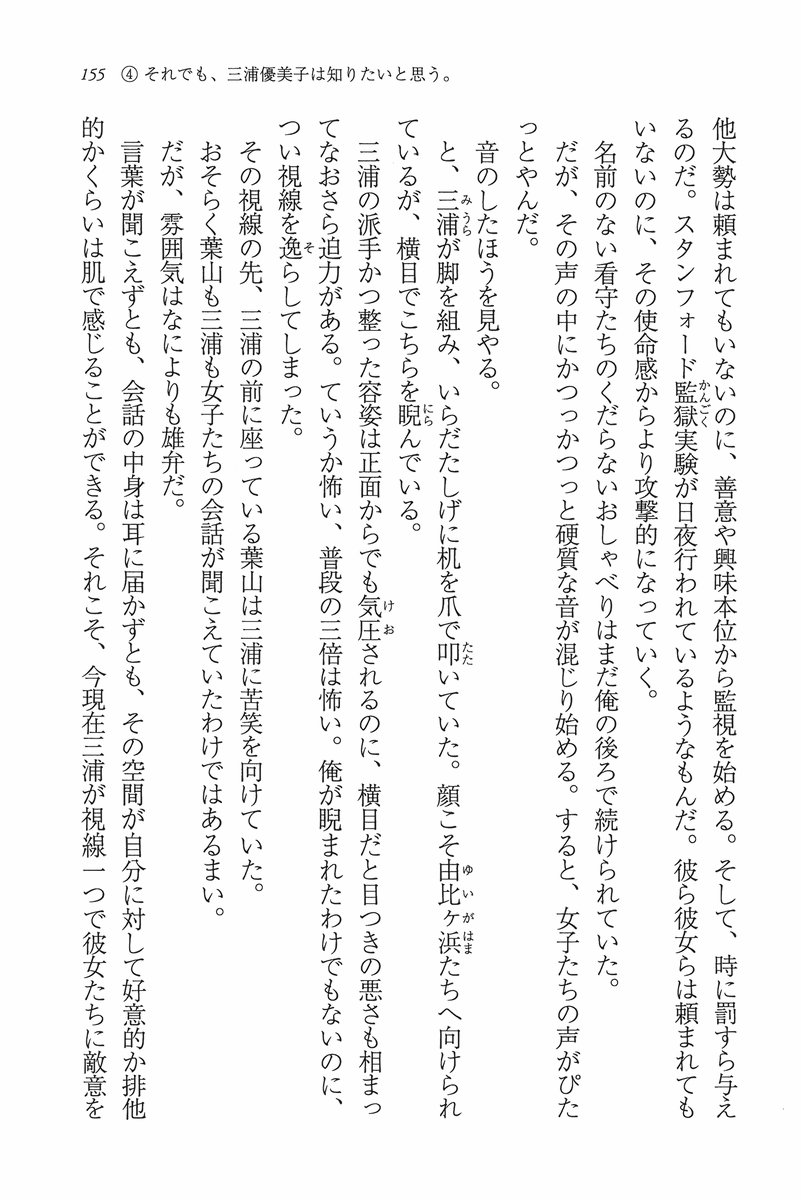 155 ④ それでも、三浦優美子は知りたいと思う。
他大勢は頼まれてもいないのに、善意や興味本位から監視を始める。そして、時に罰すら与え
るのだ。スタンフォード監獄実験が日夜行われているようなもんだ。彼ら彼女らは頼まれても
いないのに、その使命感からより攻撃的になっていく。
名前のない看守たちのくだらないおしゃべりはまだ俺の後ろで続けられていた。
だが、その声の中にかつっかつっと硬質な音が混じり始める。すると、女子たちの声がぴた
っとやんだ。
音のしたほうを見やる。
と、三浦が脚を組み、いらだたしげに机を爪で叩いていた。顔こそ由比ヶ浜たちへ向けられ
ているが、横目でこちらを睨んでいる。
三浦の派手かつ整った容姿は正面からでも気圧されるのに、横目だと目つきの悪さも相まっ
てなおさら迫力がある。ていうか怖い、普段の三倍は怖い。俺が睨まれたわけでもないのに、
つい視線を逸らしてしまった。
その視線の先、三浦の前に座っている葉山は三浦に苦笑を向けていた。
おそらく葉山も三浦も女子たちの会話が聞こえていたわけではあるまい。
だが、雰囲気はなによりも雄弁だ。
言葉が聞こえずとも、会話の中身は耳に届かずとも、その空間が自分に対して好意的か排他
的かくらいは肌で感じることができる。それこそ、今現在三浦が視線一つで彼女たちに敵意を